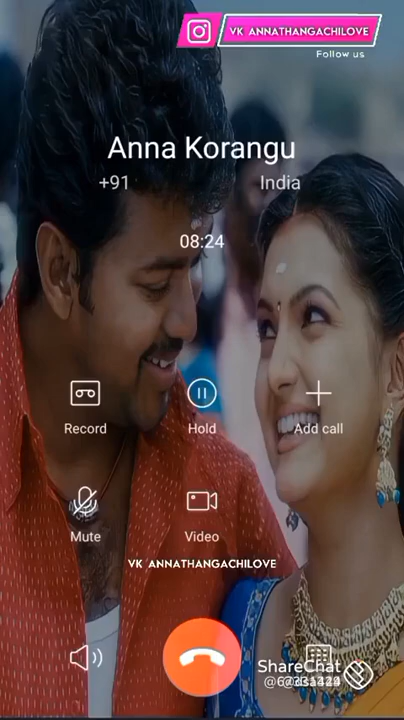 VK ANNATHANGACHILOVE
Follow us
Anna Korangu
+91 India
08:24
Record Hold Add call
Mute Video
VK ANNATHANGACHILOVE
ShareChat